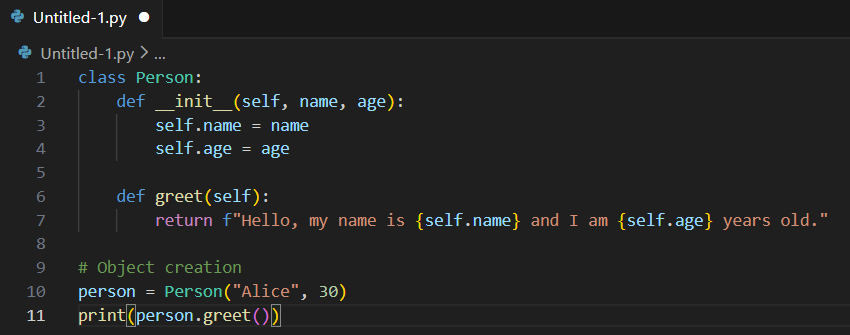 Untitled-1.py
Untitled-1.py > ...
1 class Person:
2     def __init__(self, name, age):
3         self.name = name
4         self.age = age
5
6     def greet(self):
7         return f"Hello, my name is {self.name} and I am {self.age} years old."
8
9 # Object creation
10 person = Person("Alice", 30)
11 print(person.greet())